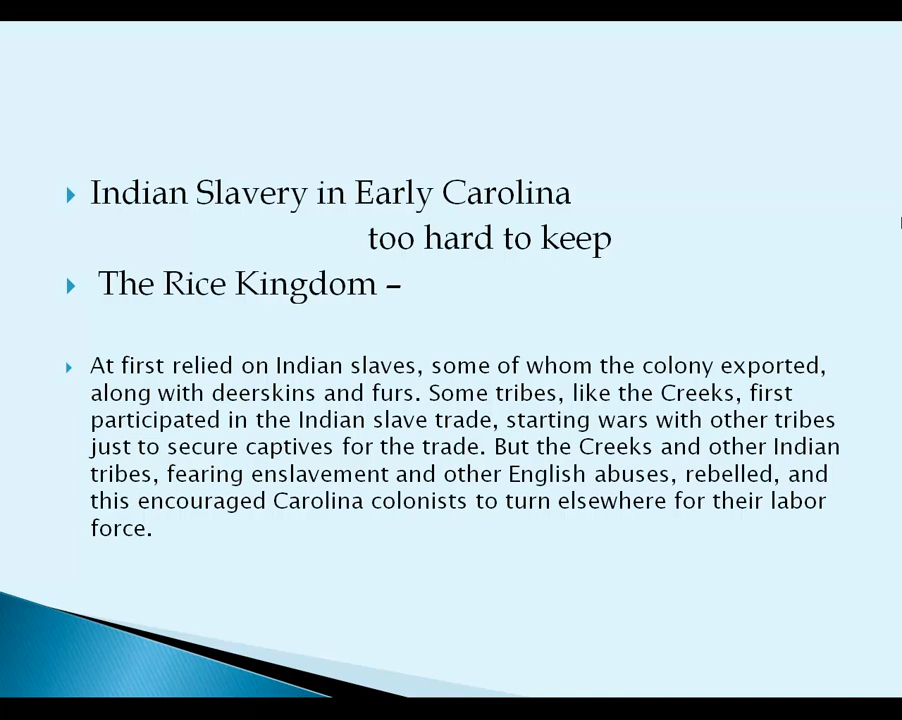 Indian Slavery in Early Carolina
too hard to keep
The Rice Kingdom –
At first relied on Indian slaves, some of whom the colony exported,
along with deerskins and furs. Some tribes, like the Creeks, first
participated in the Indian slave trade, starting wars with other tribes
just to secure captives for the trade. But the Creeks and other Indian
tribes, fearing enslavement and other English abuses, rebelled, and
this encouraged Carolina colonists to turn elsewhere for their labor
force.